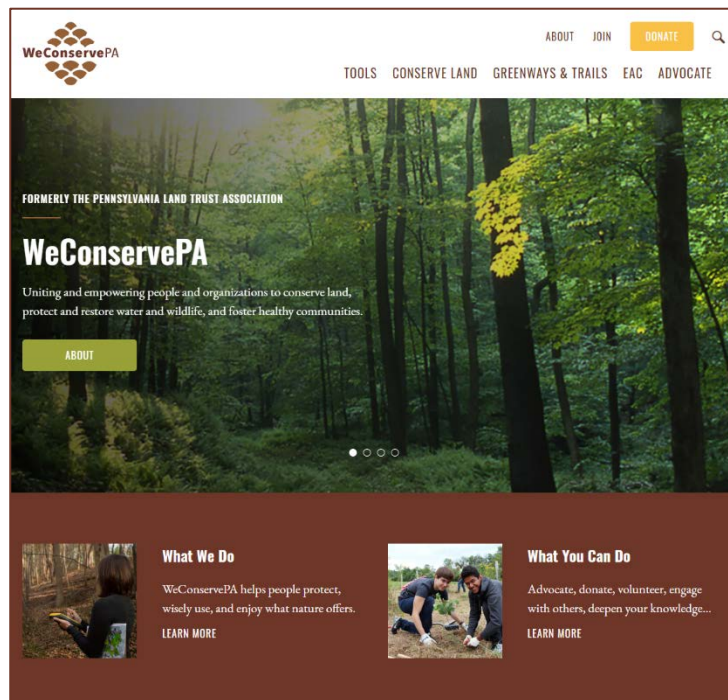 WeConservePA
ABOUT JOIN DONATE
TOOLS CONSERVE LAND GREENWAYS & TRAILS EAC ADVOCATE
FORMERLY THE PENNSYLVANIA LAND TRUST ASSOCIATION
WeConservePA
Uniting and empowering people and organizations to conserve land,
protect and restore water and wildlife, and foster healthy communities.
ABOUT
What We Do
WeConservePA helps people protect,
wisely use, and enjoy what nature offers.
LEARN MORE
What You Can Do
Advocate, donate, volunteer, engage
with others, deepen your knowledge...
LEARN MORE